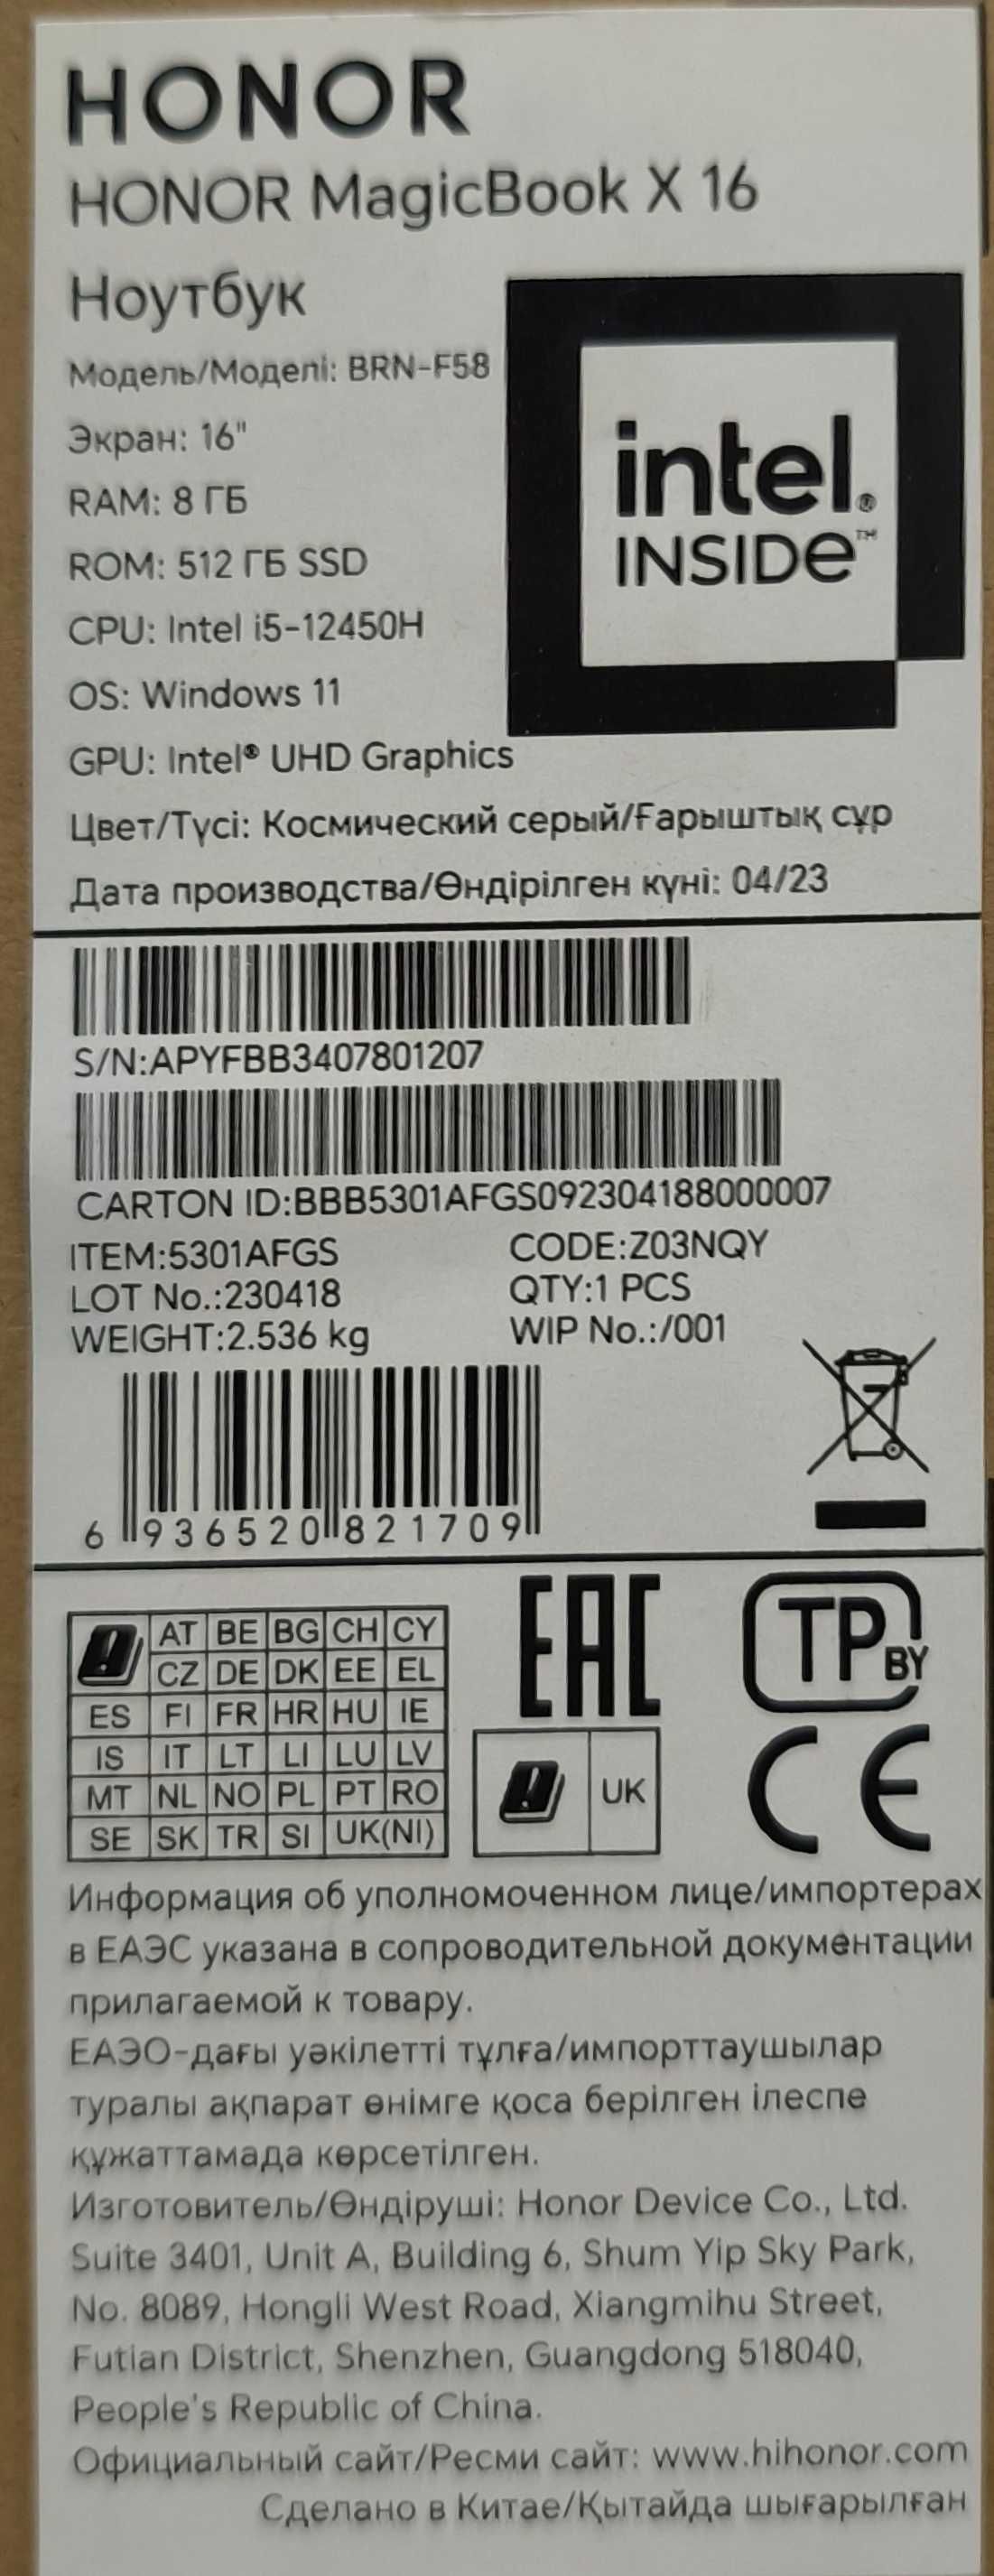 HONOR
HONOR MagicBook X 16
Ноутбук
Модель/Моделі: BRN-F58
Экран: 16"
RAM: 8 ГБ
ROM: 512 ГБ SSD
CPU: Intel i5-12450H
OS: Windows 11
GPU: Intel® UHD Graphics
intel®
INSIDe™
Цвет/Түсі: Космический серый/Ғарыштық сұр
Дата производства/Өндірілген күні: 04/23
S/N:APYFBB3407801207
CARTON ID:BBB5301AFGS092304188000007
ITEM:5301AFGS CODE:Z03NQY
LOT No.:230418 QTY:1 PCS
WEIGHT:2.536 kg WIP No.:/001
6 936520 821709
AT BE BG CH CY
CZ DE DK EE EL
ES FI FR HR HU IE
IS IT LT LI LU LV
MT NL NO PL PT RO
SE SK TR SI UK(NI)
EAC
TP BY
UK
CE
Информация об уполномоченном лице/импортерах
в ЕАЭС указана в сопроводительной документации
прилагаемой к товару.
ЕАЭО-дағы уәкілетті тұлға/импорттаушылар
туралы ақпарат өнімге қоса берілген ілеспе
құжаттамада көрсетілген.
Изготовитель/Өндіруші: Honor Device Co., Ltd.
Suite 3401, Unit A, Building 6, Shum Yip Sky Park,
No. 8089, Hongli West Road, Xiangmihu Street,
Futian District, Shenzhen, Guangdong 518040,
People's Republic of China.
Официальный сайт/Ресми сайт: www.hihonor.com
Сделано в Китае/Қытайда шығарылған